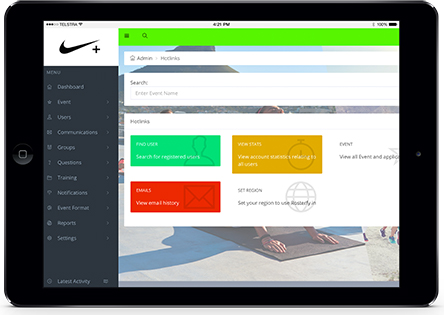 TELSTRA
4:21 PM
100%
+
MENU
Dashboard
Event
Users
Communications
Groups
Questions
Training
Notifications
Event Format
Reports
Settings
Latest Activity
Admin › Hotlinks
Search:
Enter Event Name
Hotlinks
FIND USER
Search for registered users
VIEW STATS
View account statistics relating to
all users
EVENT
View all Event and applica
EMAILS
View email history
SET REGION
Set your region to use Rosterfy in